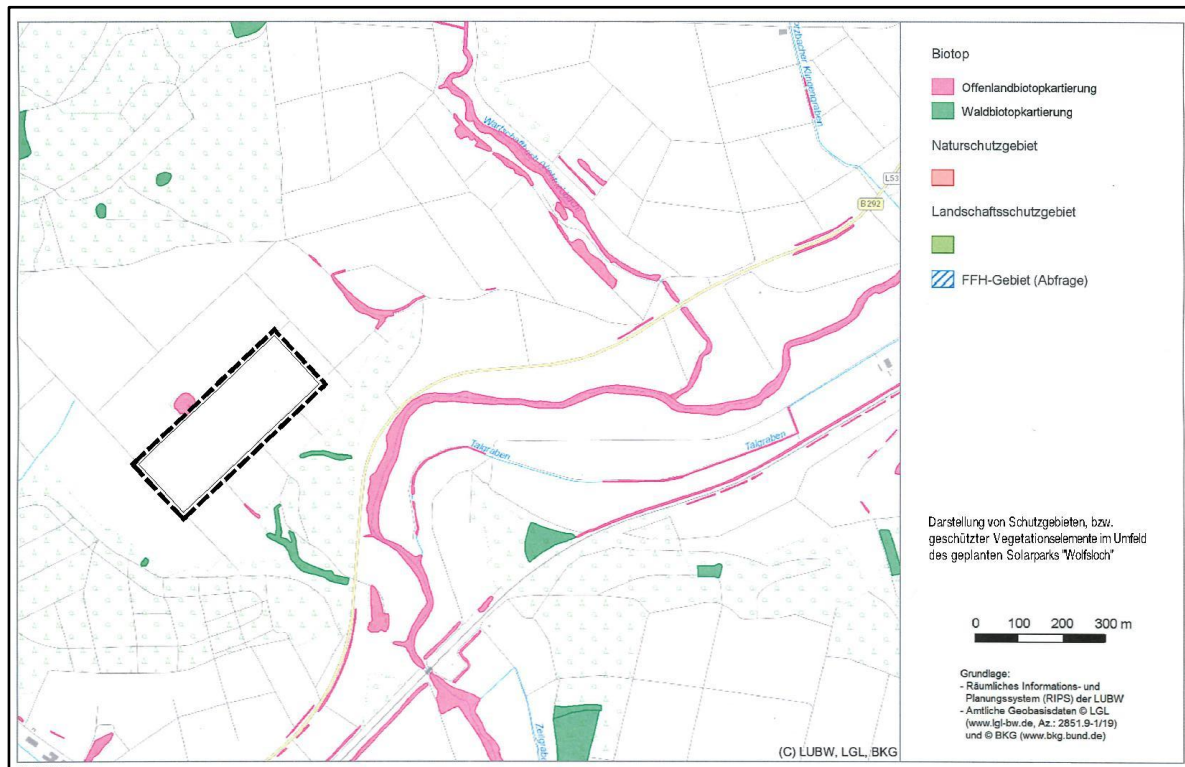 B292
Talgraben
Talgraben
(C) LUBW, LGL, BKG
Biotop
Offenlandbiotopkartierung
Waldbiotopkartierung
Naturschutzgebiet
Landschaftsschutzgebiet
FFH-Gebiet (Abfrage)
Darstellung von Schutzgebieten, bzw.
geschützter Vegetationselemente im Umfeld
des geplanten Solarparks "Wolfsloch"
0 100 200 300 m
Grundlage:
- Räumliches Informations- und
Planungssystem (RIPS) der LUBW
- Amtliche Geobasisdaten © LGL
(www.lgl-bw.de, Az.: 2851.9-1/19)
und © BKG (www.bkg.bund.de)